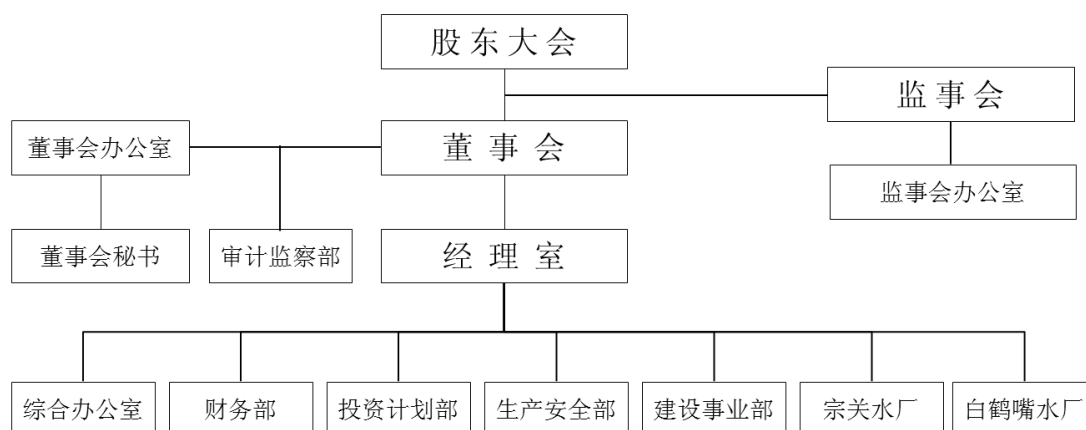 股东大会
监事会
董事会办公室
董事会
监事会办公室
董事会秘书
审计监察部
经理室
综合办公室
财务部
投资计划部
生产安全部
建设事业部
宗关水厂
白鹤嘴水厂